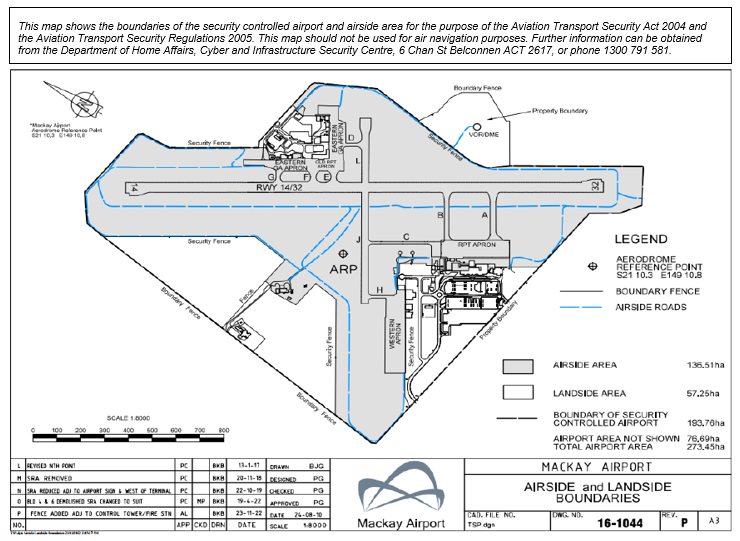 This map shows the boundaries of the security controlled airport and airside area for the purpose of the Aviation Transport Security Act 2004 and
the Aviation Transport Security Regulations 2005. This map should not be used for air navigation purposes. Further information can be obtained
from the Department of Home Affairs, Cyber and Infrastructure Security Centre, 6 Chan St Belconnen ACT 2617, or phone 1300 791 581.
*Mackay Airport
Aerodrome Reference Point
S21 10.3 E149 10.8
Boundary Fence
Property Boundary
VOR/DME
Security Fence
Security Fence
EASTERN
GA APRON
D
L
EASTERN
GA APRON
OLD RPT
APRON
G
F
E
14
RWY 14/32
32
B
A
Security Fence
J
C
RPT APRON
ARP
H
Fence
Boundary Fence
WESTERN
APRON
Security Fence
Security Fence
Property Boundary
Boundary Fence
LEGEND
AERODROME
REFERENCE POINT
S21 10.3 E149 10.8
BOUNDARY FENCE
AIRSIDE ROADS
AIRSIDE AREA 136.51ha
LANDSIDE AREA 57.25ha
BOUNDARY OF SECURITY
CONTROLLED AIRPORT 193.76ha
AIRPORT AREA NOT SHOWN 76.69ha
TOTAL AIRPORT AREA 273.45ha
SCALE 1:8000
0 100 200 300 400 500 600 700 800
L REVISED NTH POINT PC BKB 13-1-17
M SRA REMOVED PC BKB 20-11-18
N SRA REDUCED ADJ TO AIRPORT SIGN & WEST OF TERMINAL PC BKB 22-10-19
O BLD 4 & 6 DEMOLISHED SRA CHANGED TO SUIT PC MP BKB 19-4-22
P FENCE ADDED ADJ TO CONTROL TOWER/FIRE STN AL BKB 23-11-22
NO. APP CKD DRN DATE
DRAWN BJG
DESIGNED PG
CHECKED PG
APPROVED PG
DATE 24-08-10
SCALE 1:8000
Mackay Airport
MACKAY AIRPORT
AIRSIDE and LANDSIDE
BOUNDARIES
CAD. FILE NO.
TSP.dgn
DWG. NO.
16-1044
REV.
P
A3